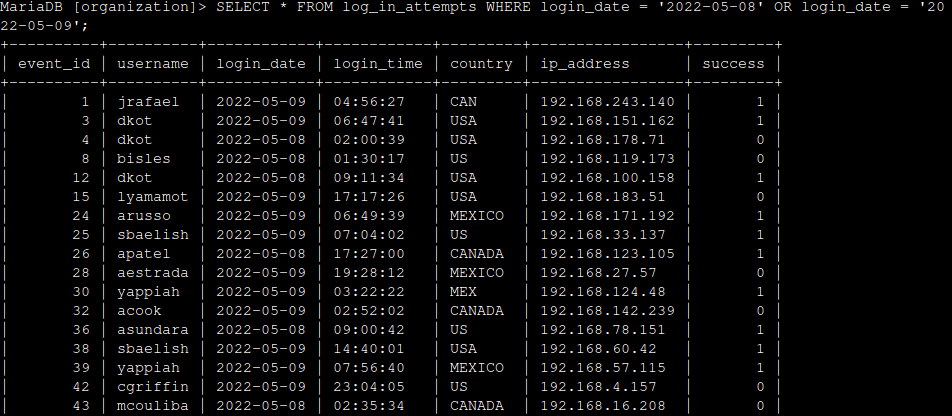 MariaDB [organization]> SELECT * FROM log_in_attempts WHERE login_date = '2022-05-08' OR login_date = '20
22-05-09';
+----------+----------+------------+------------+---------+-----------------+---------+
| event_id | username | login_date | login_time | country | ip_address      | success |
+----------+----------+------------+------------+---------+-----------------+---------+
|        1 | jrafael  | 2022-05-09 | 04:56:27   | CAN     | 192.168.243.140 |       1 |
|        3 | dkot     | 2022-05-09 | 06:47:41   | USA     | 192.168.151.162 |       1 |
|        4 | dkot     | 2022-05-08 | 02:00:39   | USA     | 192.168.178.71  |       0 |
|        8 | bisles   | 2022-05-08 | 01:30:17   | US      | 192.168.119.173 |       0 |
|       12 | dkot     | 2022-05-08 | 09:11:34   | USA     | 192.168.100.158 |       1 |
|       15 | lyamamot | 2022-05-09 | 17:17:26   | USA     | 192.168.183.51  |       0 |
|       24 | arusso   | 2022-05-09 | 06:49:39   | MEXICO  | 192.168.171.192 |       1 |
|       25 | sbaelish | 2022-05-09 | 07:04:02   | US      | 192.168.33.137  |       1 |
|       26 | apatel   | 2022-05-08 | 17:27:00   | CANADA  | 192.168.123.105 |       1 |
|       28 | aestrada | 2022-05-09 | 19:28:12   | MEXICO  | 192.168.27.57   |       0 |
|       30 | yappiah  | 2022-05-09 | 03:22:22   | MEX     | 192.168.124.48  |       1 |
|       32 | acook    | 2022-05-09 | 02:52:02   | CANADA  | 192.168.142.239 |       0 |
|       36 | asundara | 2022-05-08 | 09:00:42   | US      | 192.168.78.151  |       1 |
|       38 | sbaelish | 2022-05-09 | 14:40:01   | USA     | 192.168.60.42   |       1 |
|       39 | yappiah  | 2022-05-09 | 07:56:40   | MEXICO  | 192.168.57.115  |       1 |
|       42 | cgriffin | 2022-05-09 | 23:04:05   | US      | 192.168.4.157   |       0 |
|       43 | mcouliba | 2022-05-08 | 02:35:34   | CANADA  | 192.168.16.208  |       0 |